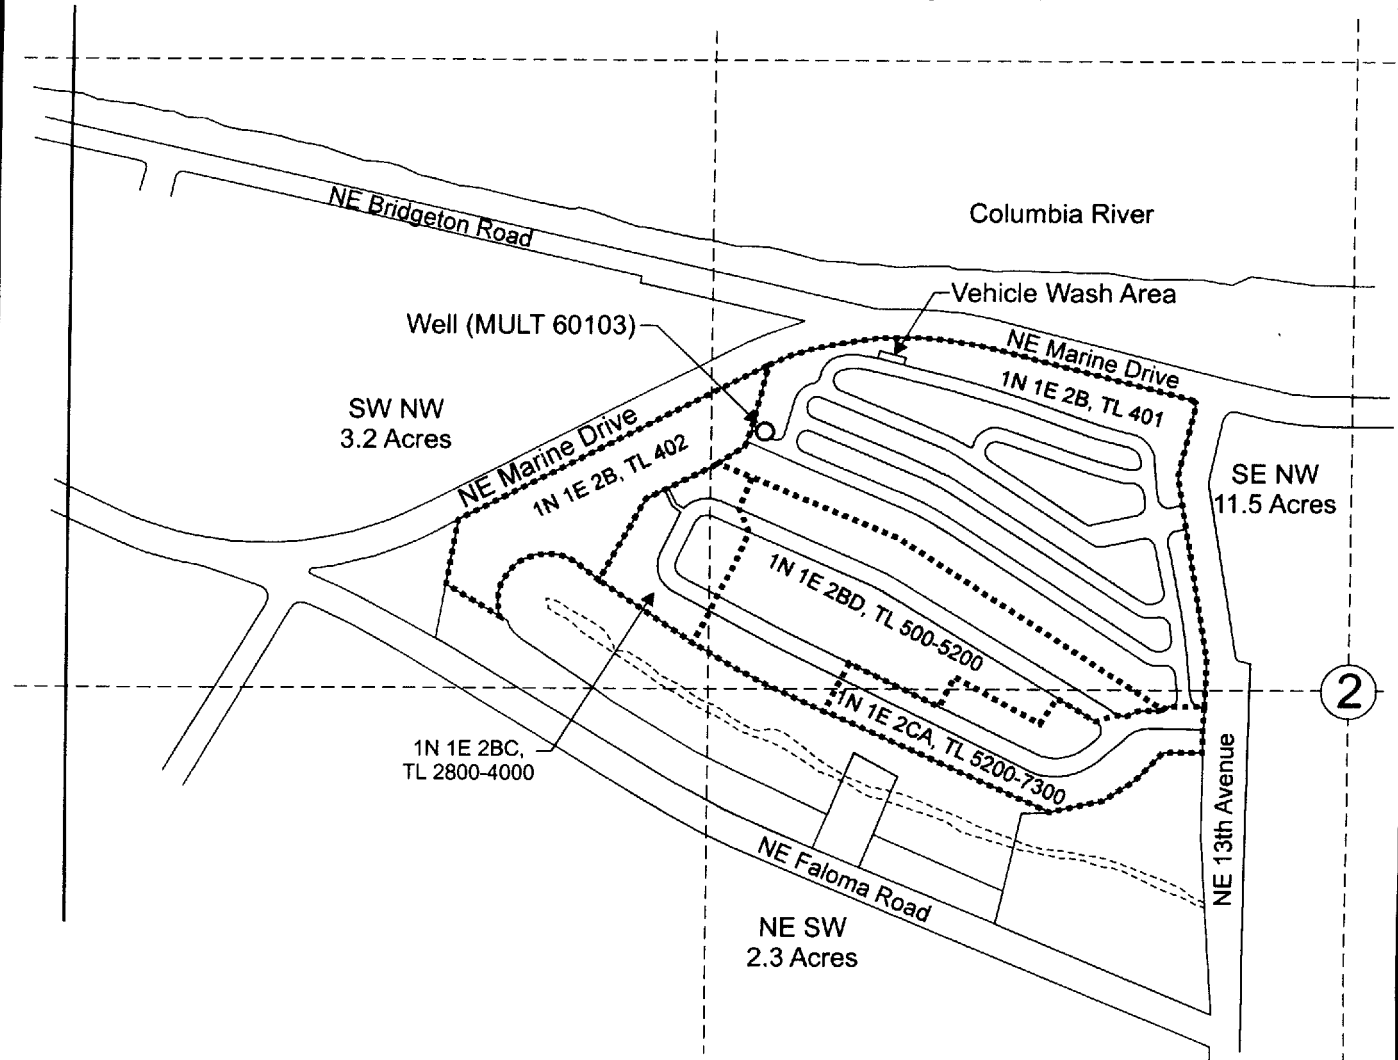 Columbia River
NE Bridgeton Road
Vehicle Wash Area
Well (MULT 60103)
NE Marine Drive
1N 1E 2B, TL 401
SW NW
3.2 Acres
NE Marine Drive
1N 1E 2B, TL 402
SE NW
11.5 Acres
1N 1E 2BD, TL 500-5200
2
1N 1E 2CA, TL 5200-7300
1N 1E 2BC,
TL 2800-4000
NE 13th Avenue
NE Faloma Road
NE SW
2.3 Acres